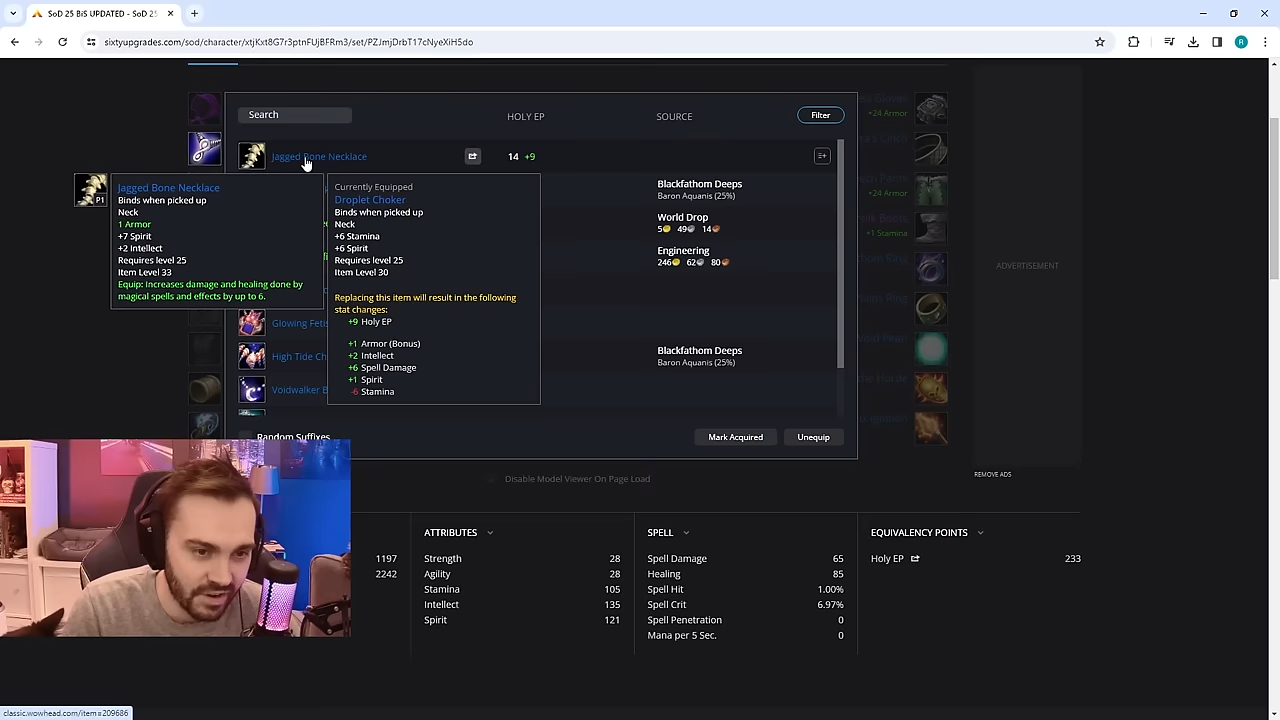 SoD 25 BiS UPDATED - SoD 25
sixtyupgrades.com/sod/character/xtjKxt8G7r3ptnFUjBFRm3/set/PZJmjDrbT17cNyeXiH5do
Search
HOLY EP
SOURCE
Filter
+24 Armor
Jagged Bone Necklace
14 +9
P1
Jagged Bone Necklace
Binds when picked up
Neck
1 Armor
+7 Spirit
+2 Intellect
Requires level 25
Item Level 33
Equip: Increases damage and healing done by
magical spells and effects by up to 6.
Currently Equipped
Droplet Choker
Binds when picked up
Neck
+6 Stamina
+6 Spirit
Requires level 25
Item Level 30
Replacing this item will result in the following
stat changes:
+9 Holy EP
+1 Armor (Bonus)
+2 Intellect
+6 Spell Damage
+1 Spirit
-6 Stamina
Blackfathom Deeps
Baron Aquanis (25%)
World Drop
5 49 14
Engineering
246 62 80
+24 Armor
+1 Stamina
Glowing Fetis
High Tide Ch
Blackfathom Deeps
Baron Aquanis (25%)
Voidwalker B
Random Suffixes
Mark Acquired
Unequip
ADVERTISEMENT
REMOVE ADS
Disable Model Viewer On Page Load
1197
2242
ATTRIBUTES
Strength 28
Agility 28
Stamina 105
Intellect 135
Spirit 121
SPELL
Spell Damage 65
Healing 85
Spell Hit 1.00%
Spell Crit 6.97%
Spell Penetration 0
Mana per 5 Sec. 0
EQUIVALENCY POINTS
Holy EP 233
classic.wowhead.com/item=209686